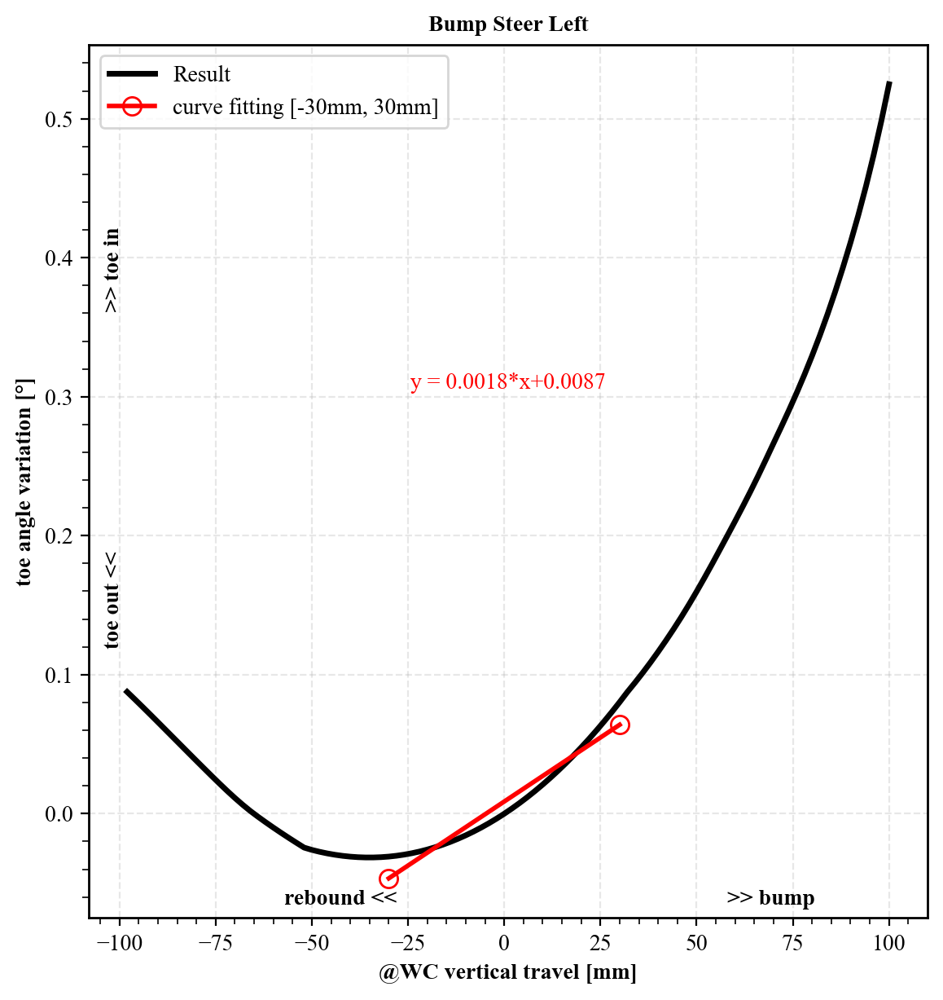 Bump Steer Left
Result
curve fitting [-30mm, 30mm]
0.5
0.4
0.3
0.2
0.1
0.0
toe angle variation [°]
>> toe in
toe out <<
y = 0.0018*x+0.0087
rebound <<
>> bump
−100
−75
−50
−25
0
25
50
75
100
@WC vertical travel [mm]